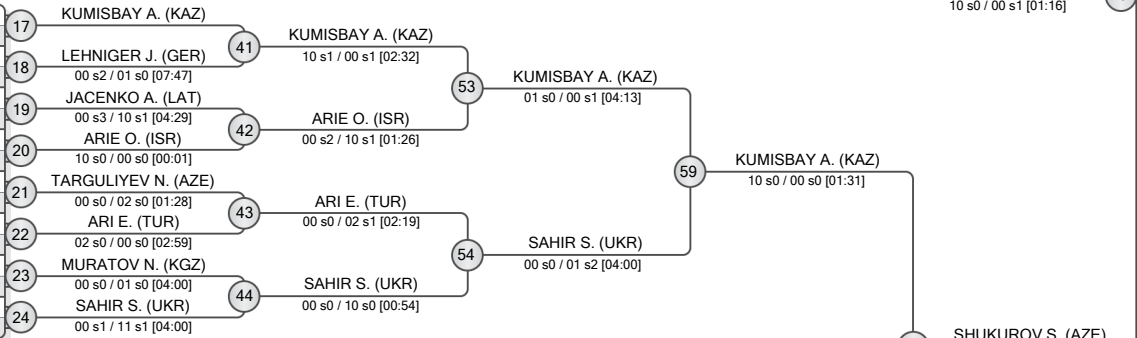 10 s0 / 00 s1 [01:16]
17
KUMISBAY A. (KAZ)
41
KUMISBAY A. (KAZ)
10 s1 / 00 s1 [02:32]
18
LEHNIGER J. (GER)
00 s2 / 01 s0 [07:47]
53
KUMISBAY A. (KAZ)
01 s0 / 00 s1 [04:13]
19
JACENKO A. (LAT)
00 s3 / 10 s1 [04:29]
42
ARIE O. (ISR)
00 s2 / 10 s1 [01:26]
20
ARIE O. (ISR)
10 s0 / 00 s0 [00:01]
59
KUMISBAY A. (KAZ)
10 s0 / 00 s0 [01:31]
21
TARGULIYEV N. (AZE)
00 s0 / 02 s0 [01:28]
43
ARI E. (TUR)
00 s0 / 02 s1 [02:19]
22
ARI E. (TUR)
02 s0 / 00 s0 [02:59]
54
SAHIR S. (UKR)
00 s0 / 01 s2 [04:00]
23
MURATOV N. (KGZ)
00 s0 / 01 s0 [04:00]
44
SAHIR S. (UKR)
00 s0 / 10 s0 [00:54]
24
SAHIR S. (UKR)
00 s1 / 11 s1 [04:00]
SHUKUROV S. (AZE)